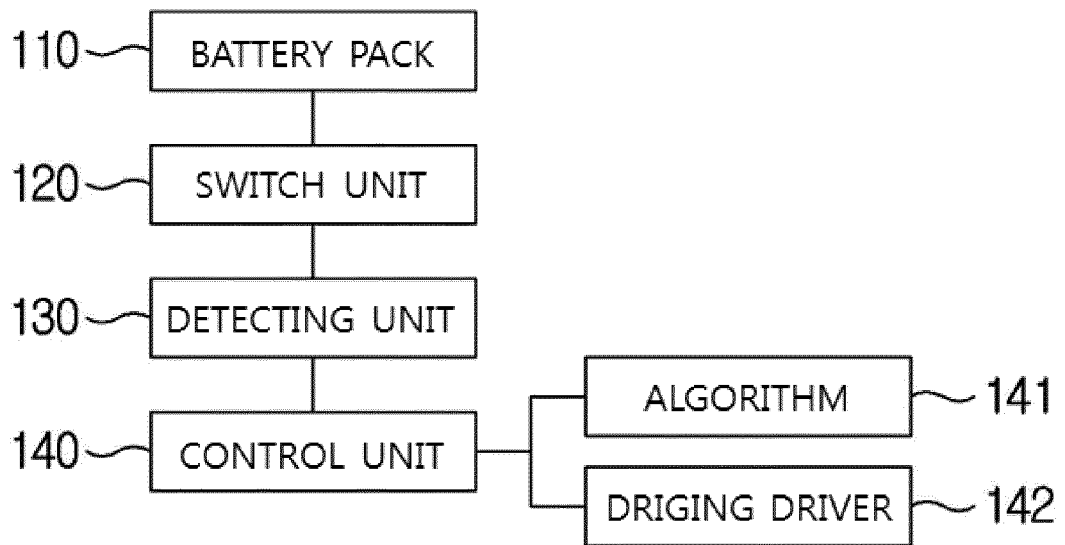 110 BATTERY PACK
120 SWITCH UNIT
130 DETECTING UNIT
ALGORITHM 141
140 CONTROL UNIT
DRIGING DRIVER 142